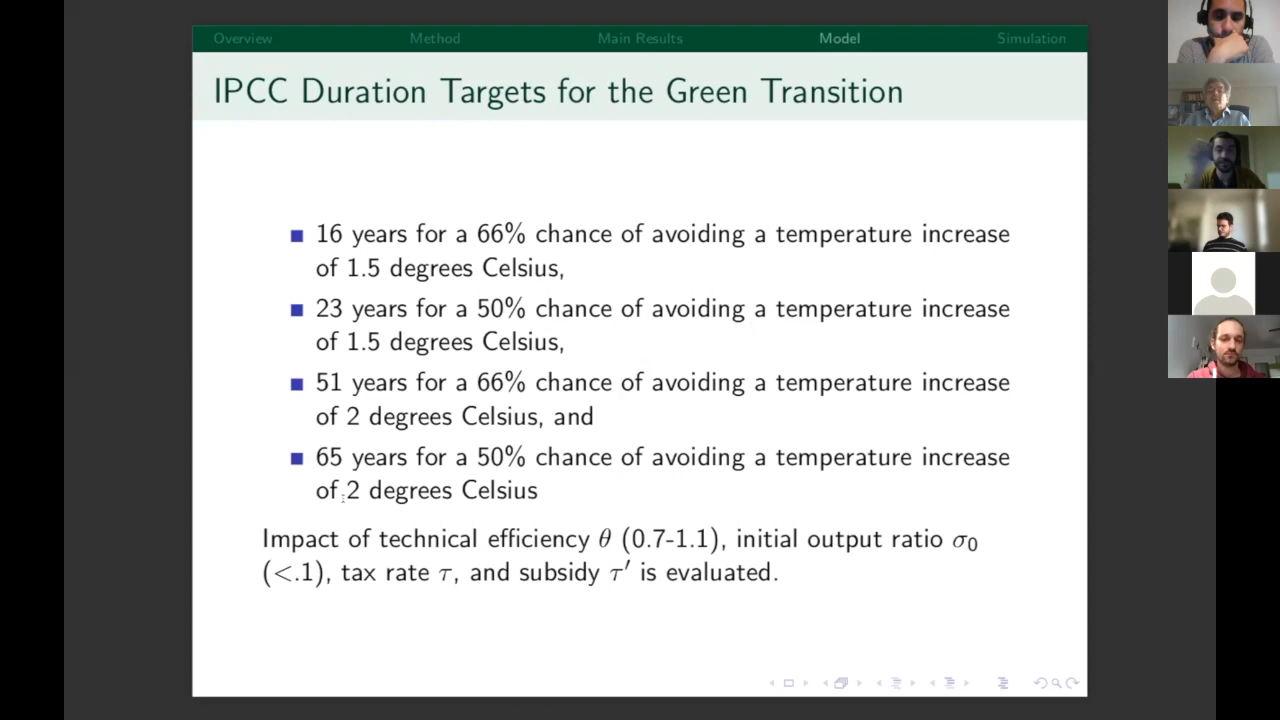 Overview Method Main Results Model Simulation
IPCC Duration Targets for the Green Transition
16 years for a 66% chance of avoiding a temperature increase
of 1.5 degrees Celsius,
23 years for a 50% chance of avoiding a temperature increase
of 1.5 degrees Celsius,
51 years for a 66% chance of avoiding a temperature increase
of 2 degrees Celsius, and
65 years for a 50% chance of avoiding a temperature increase
of 2 degrees Celsius
Impact of technical efficiency θ (0.7-1.1), initial output ratio σ₀
(<.1), tax rate τ, and subsidy τ′ is evaluated.